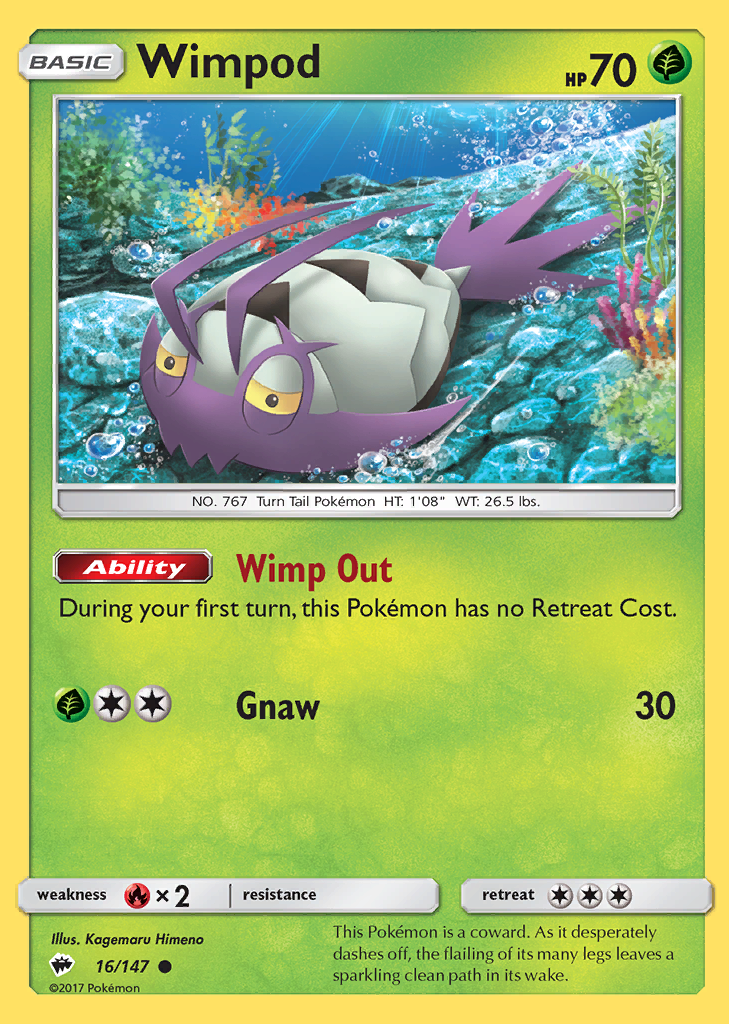 BASIC Wimpod HP70
NO. 767 Turn Tail Pokémon HT: 1'08" WT: 26.5 lbs.
Ability Wimp Out
During your first turn, this Pokémon has no Retreat Cost.
Gnaw 30
weakness ×2 resistance retreat
Illus. Kagemaru Himeno
16/147
©2017 Pokémon
This Pokémon is a coward. As it desperately
dashes off, the flailing of its many legs leaves a
sparkling clean path in its wake.